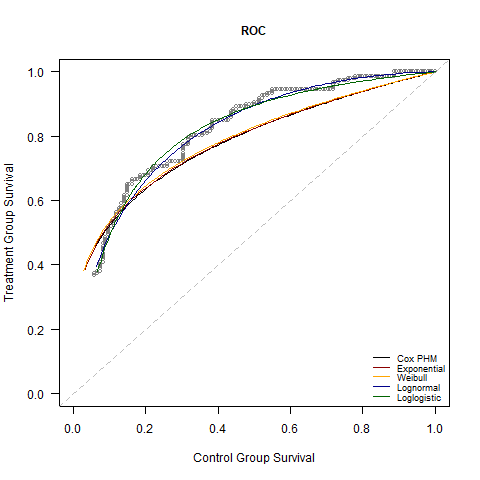 ROC
Treatment Group Survival
1.0
0.8
0.6
0.4
0.2
0.0
Cox PHM
Exponential
Weibull
Lognormal
Loglogistic
0.0 0.2 0.4 0.6 0.8 1.0
Control Group Survival